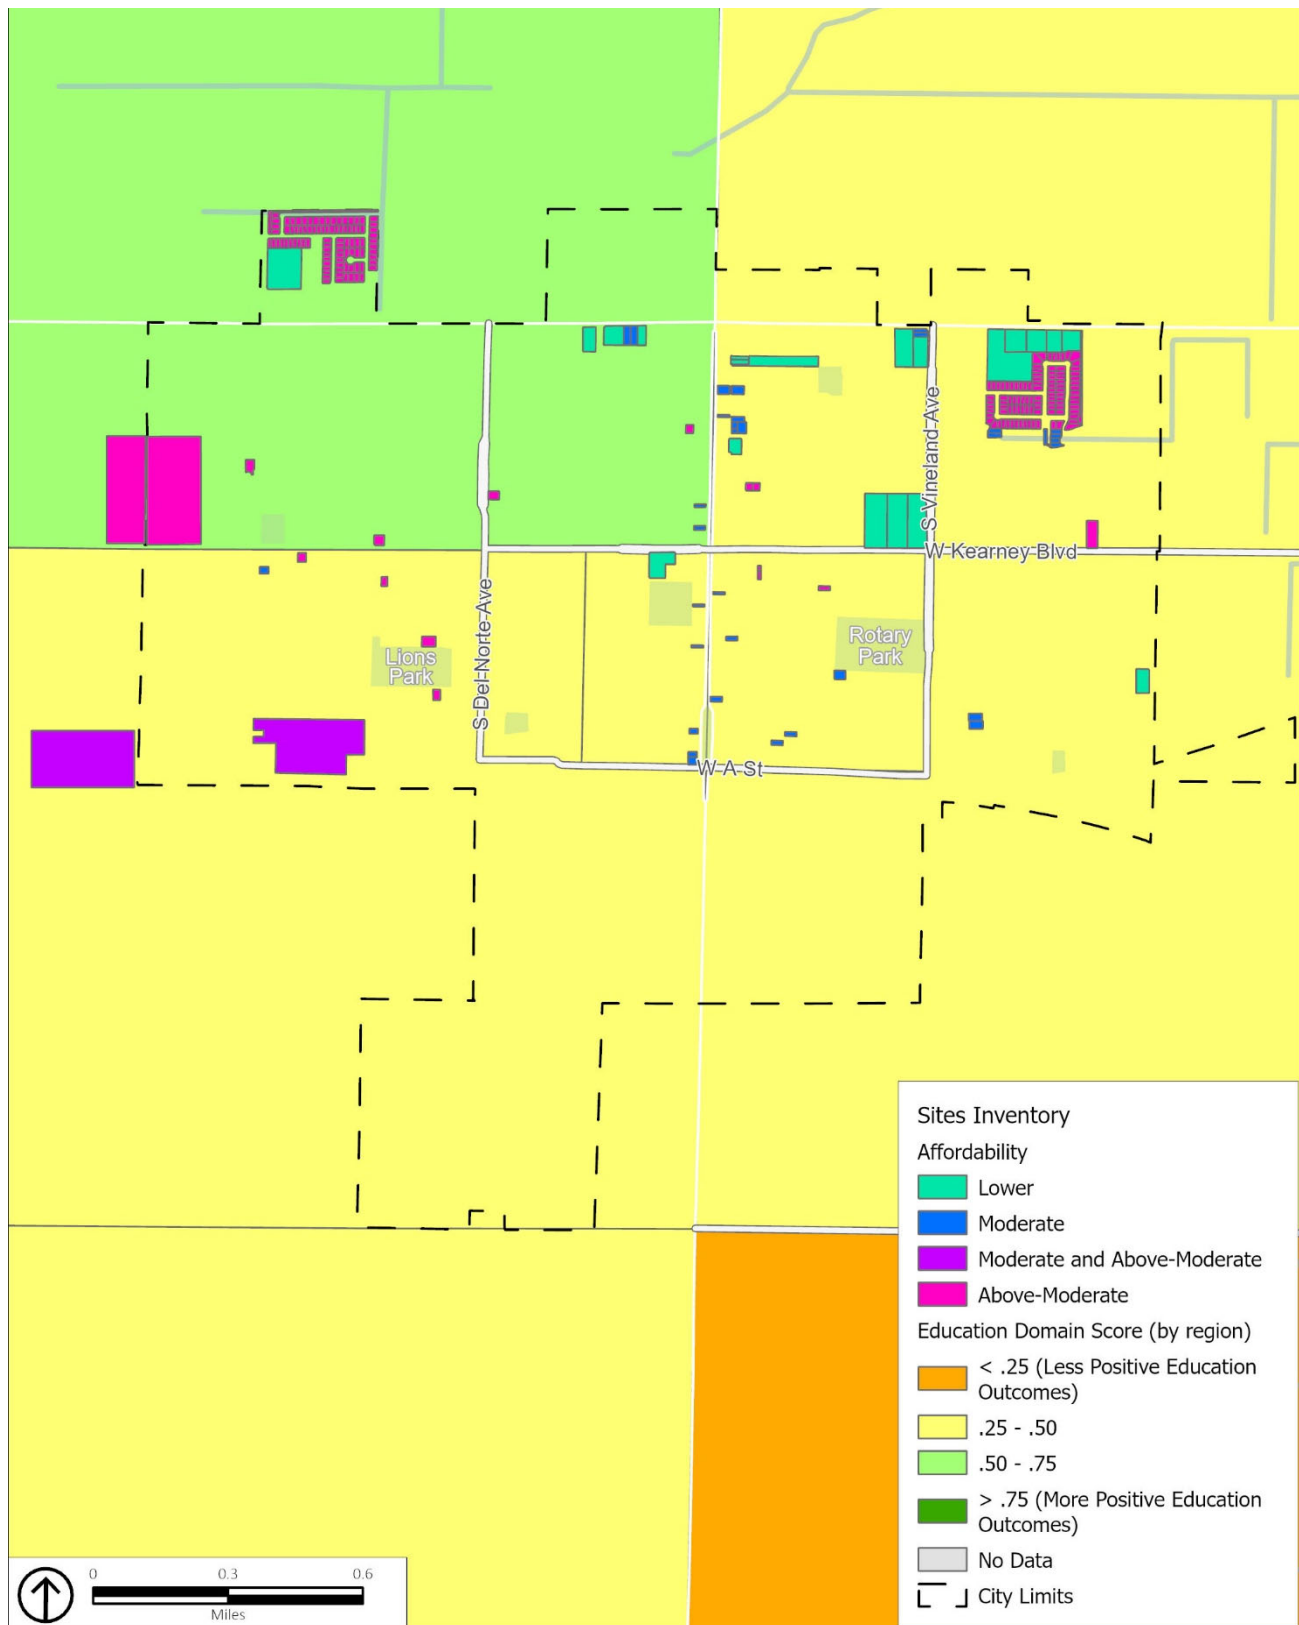 S Vineland Ave
W Kearney Blvd
S Del Norte Ave
Lions
Park
Rotary
Park
W A St
Sites Inventory
Affordability
Lower
Moderate
Moderate and Above-Moderate
Above-Moderate
Education Domain Score (by region)
< .25 (Less Positive Education
Outcomes)
.25 - .50
.50 - .75
> .75 (More Positive Education
Outcomes)
No Data
City Limits
0 0.3 0.6
Miles